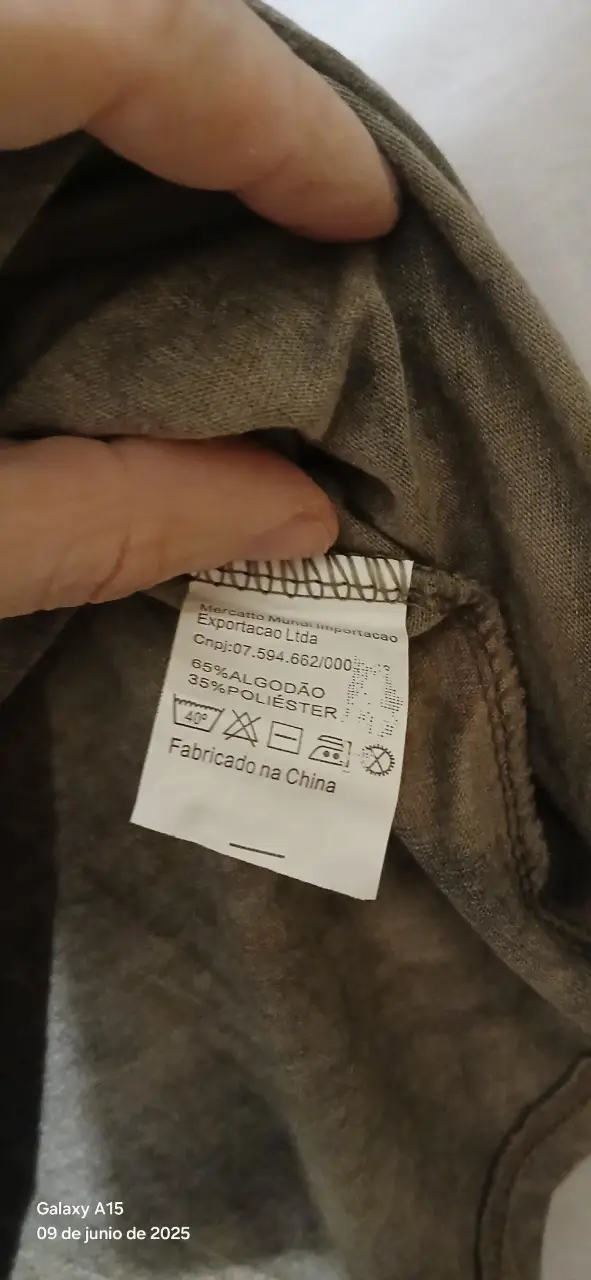 Mercatto Mundi Importacao
Exportacao Ltda
Cnpj:07.594.662/000
65%ALGODÃO
35%POLIÉSTER
40º
Fabricado na China
Galaxy A15
09 de junio de 2025